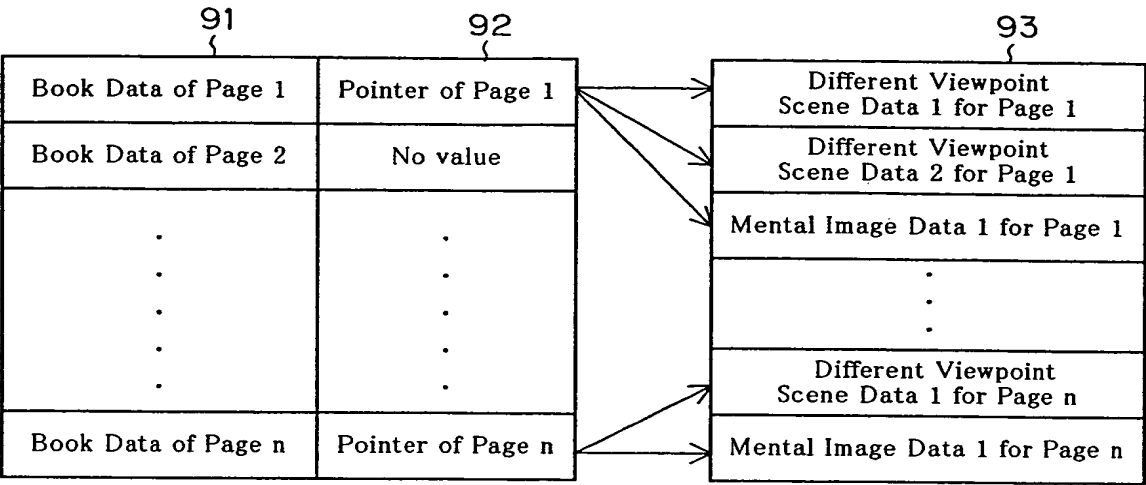 91
92
93
Book Data of Page 1
Pointer of Page 1
Different Viewpoint
Scene Data 1 for Page 1
Book Data of Page 2
No value
Different Viewpoint
Scene Data 2 for Page 1
Mental Image Data 1 for Page 1
Different Viewpoint
Scene Data 1 for Page n
Book Data of Page n
Pointer of Page n
Mental Image Data 1 for Page n